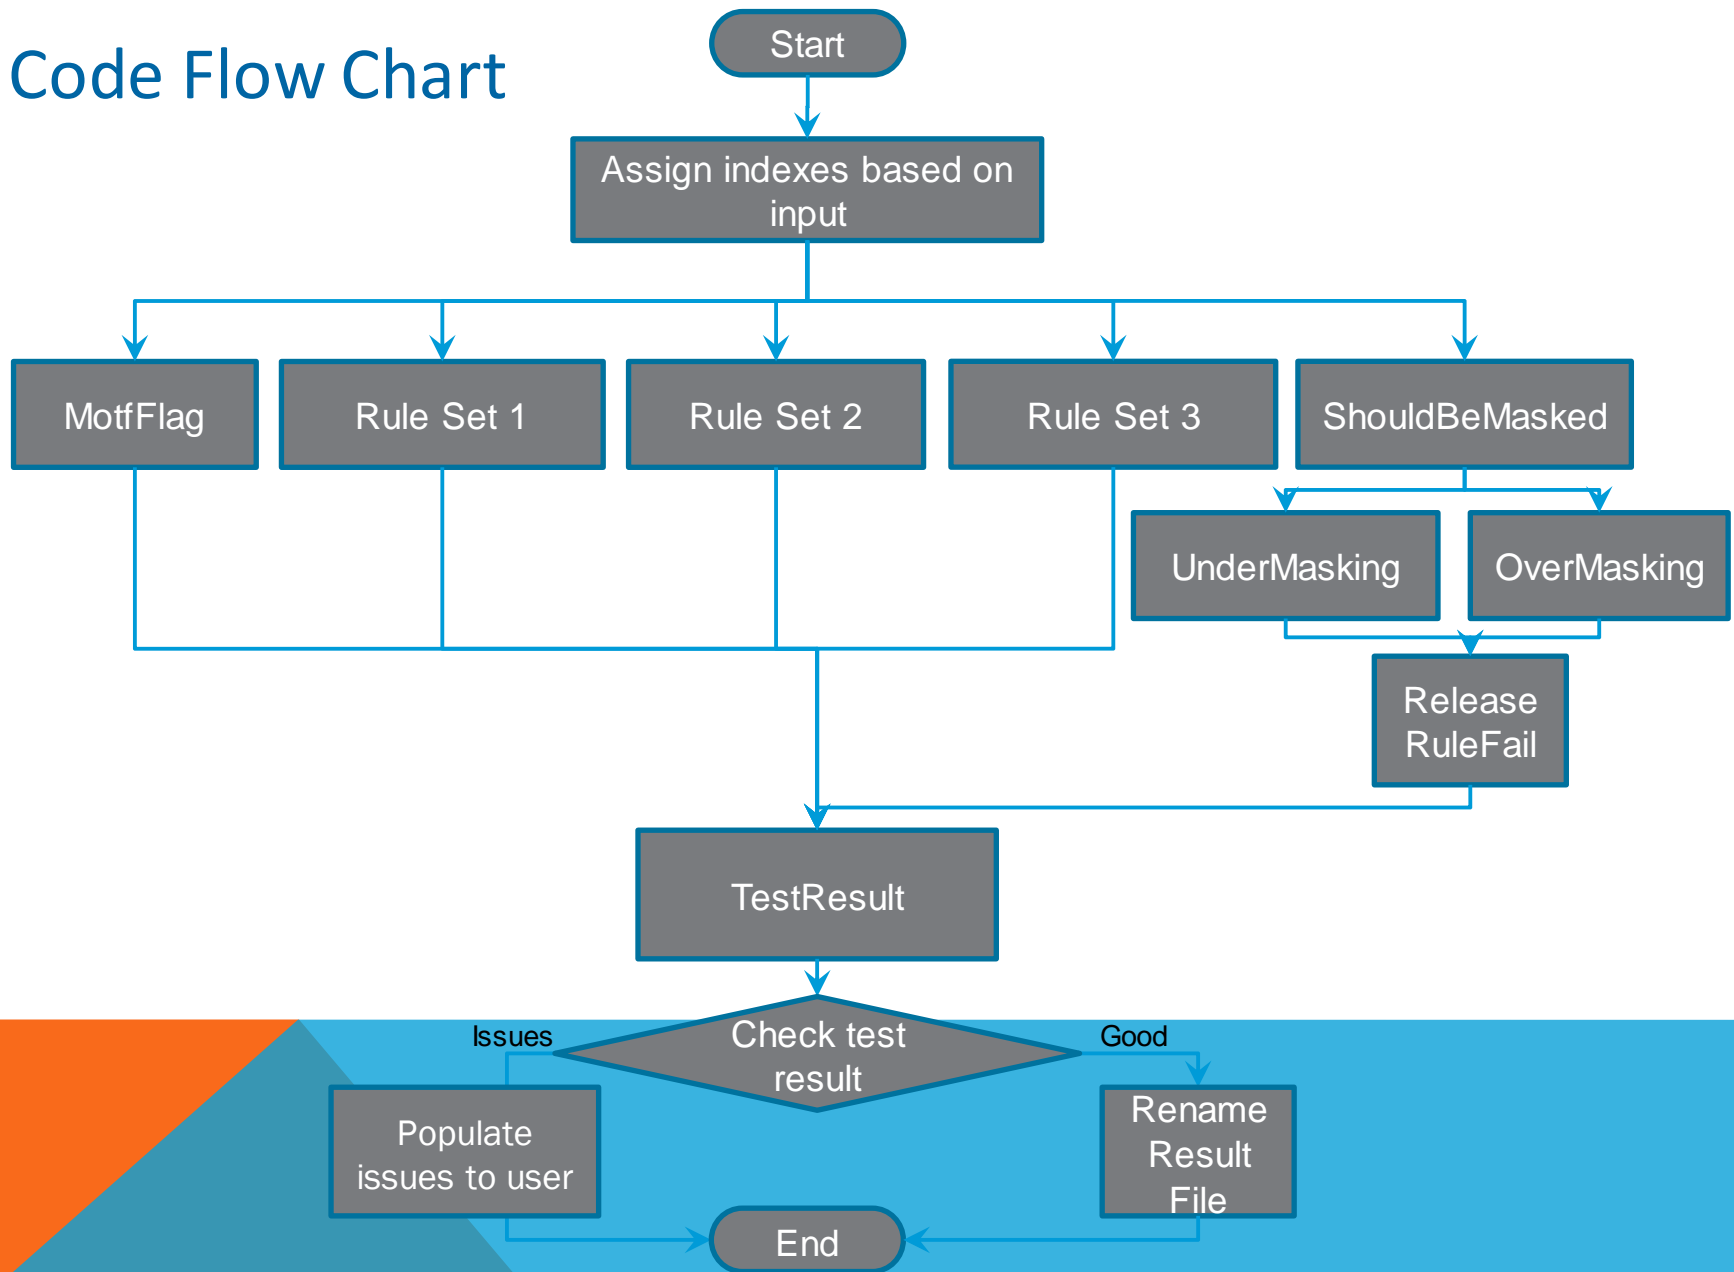 Code Flow Chart
Start
Assign indexes based on
input
MotfFlag
Rule Set 1
Rule Set 2
Rule Set 3
ShouldBeMasked
UnderMasking
OverMasking
Release
RuleFail
TestResult
Issues
Check test
result
Good
Populate
issues to user
Rename
Result
File
End